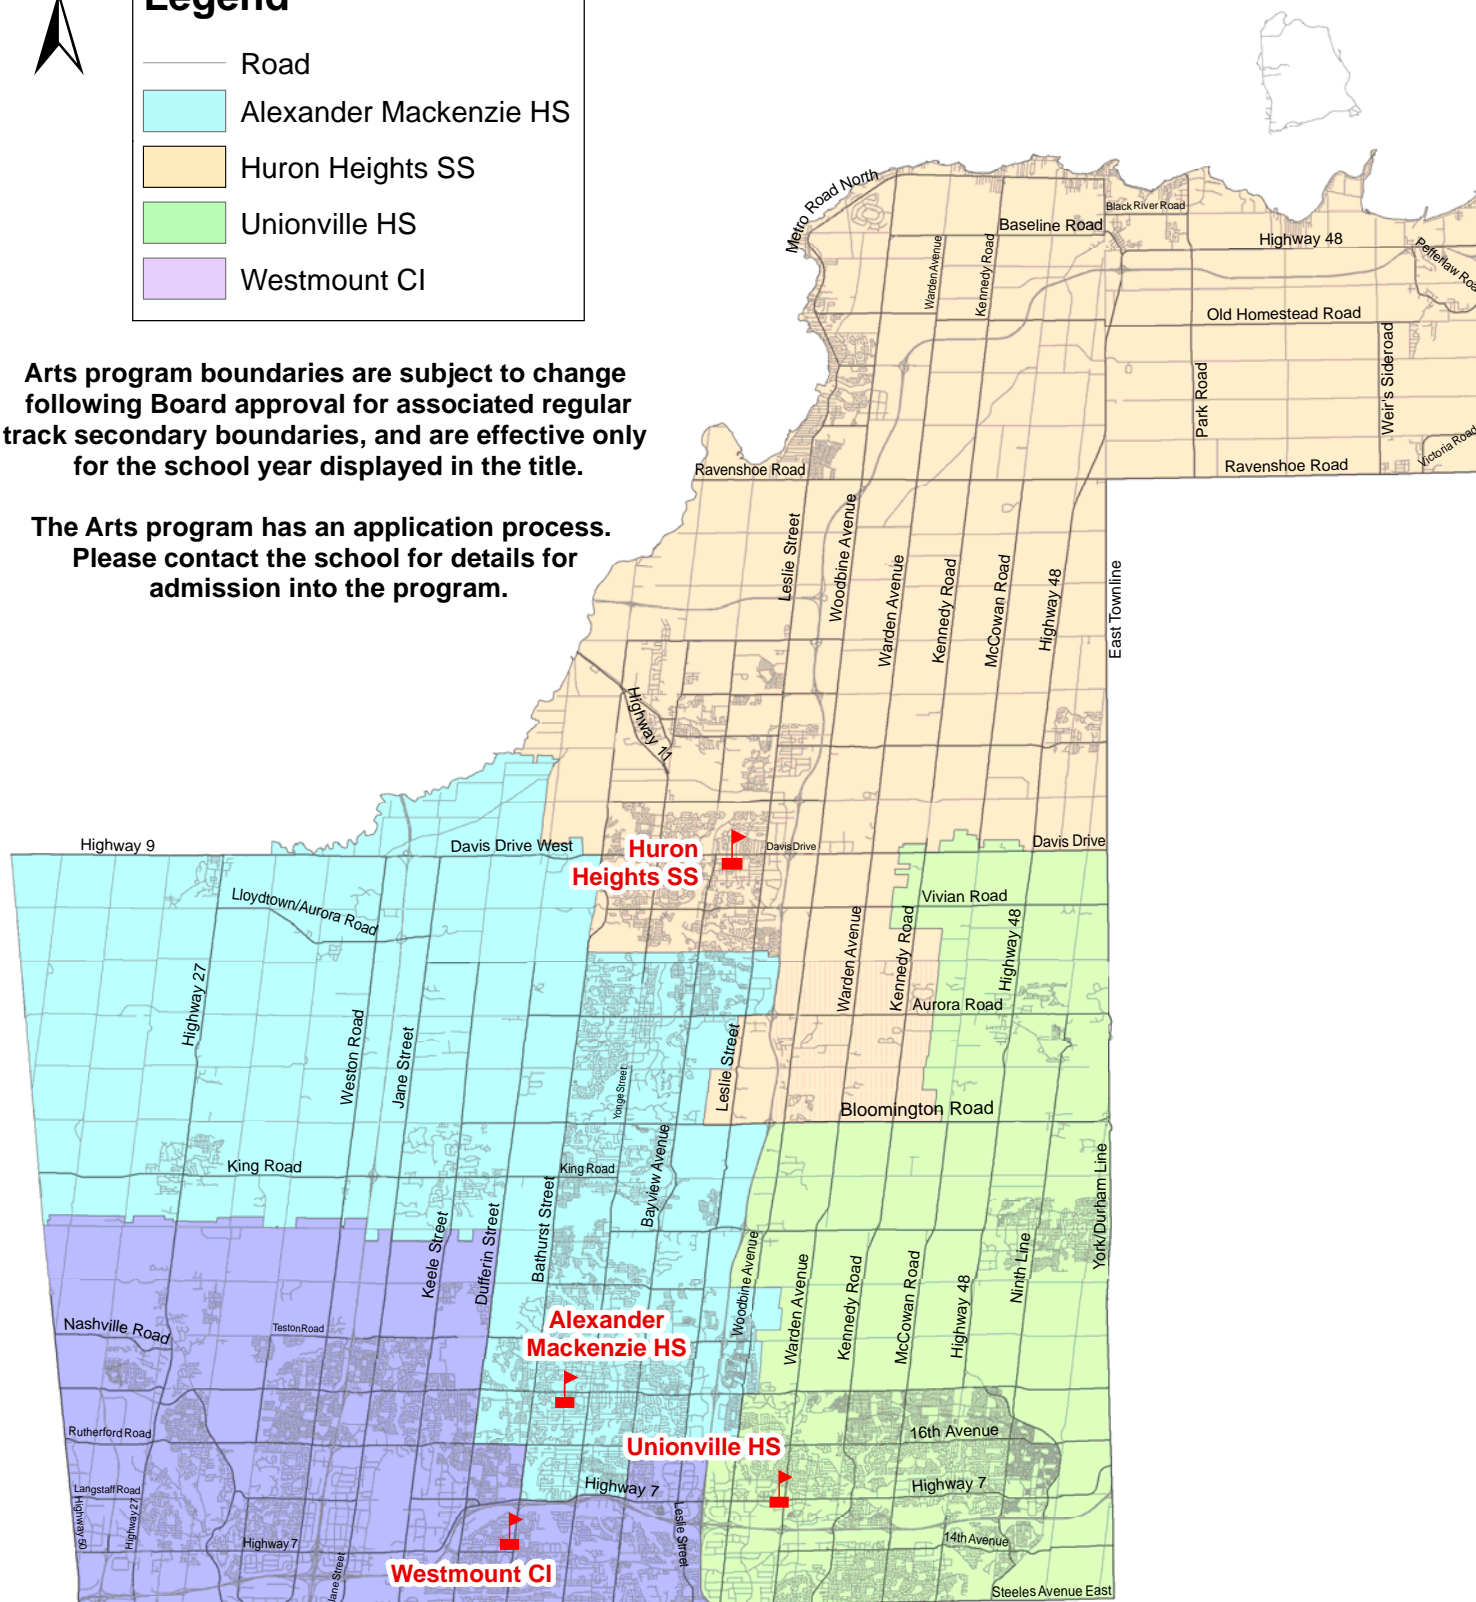 Legend
Road
Alexander Mackenzie HS
Huron Heights SS
Unionville HS
Westmount CI
Arts program boundaries are subject to change
following Board approval for associated regular
track secondary boundaries, and are effective only
for the school year displayed in the title.
The Arts program has an application process.
Please contact the school for details for
admission into the program.
Metro Road North
Black River Road
Baseline Road
Highway 48
Pefferlaw Road
Warden Avenue
Kennedy Road
Old Homestead Road
Park Road
Weir's Sideroad
Victoria Road
Ravenshoe Road
Ravenshoe Road
Leslie Street
Woodbine Avenue
Warden Avenue
Kennedy Road
McCowan Road
Highway 48
East Townline
Highway 11
Highway 9
Davis Drive West
Huron
Heights SS
Davis Drive
Davis Drive
Lloydtown/Aurora Road
Vivian Road
Highway 27
Weston Road
Jane Street
Warden Avenue
Kennedy Road
Highway 48
Aurora Road
Leslie Street
Yonge Street
Bloomington Road
King Road
King Road
Bayview Avenue
Keele Street
Dufferin Street
Bathurst Street
Woodbine Avenue
Warden Avenue
Kennedy Road
McCowan Road
Highway 48
Ninth Line
York/Durham Line
Nashville Road
Teston Road
Alexander
Mackenzie HS
Rutherford Road
Unionville HS
16th Avenue
Langstaff Road
Highway 50
Highway 27
Highway 7
Highway 7
Highway 7
Leslie Street
14th Avenue
Jane Street
Westmount CI
Steeles Avenue East